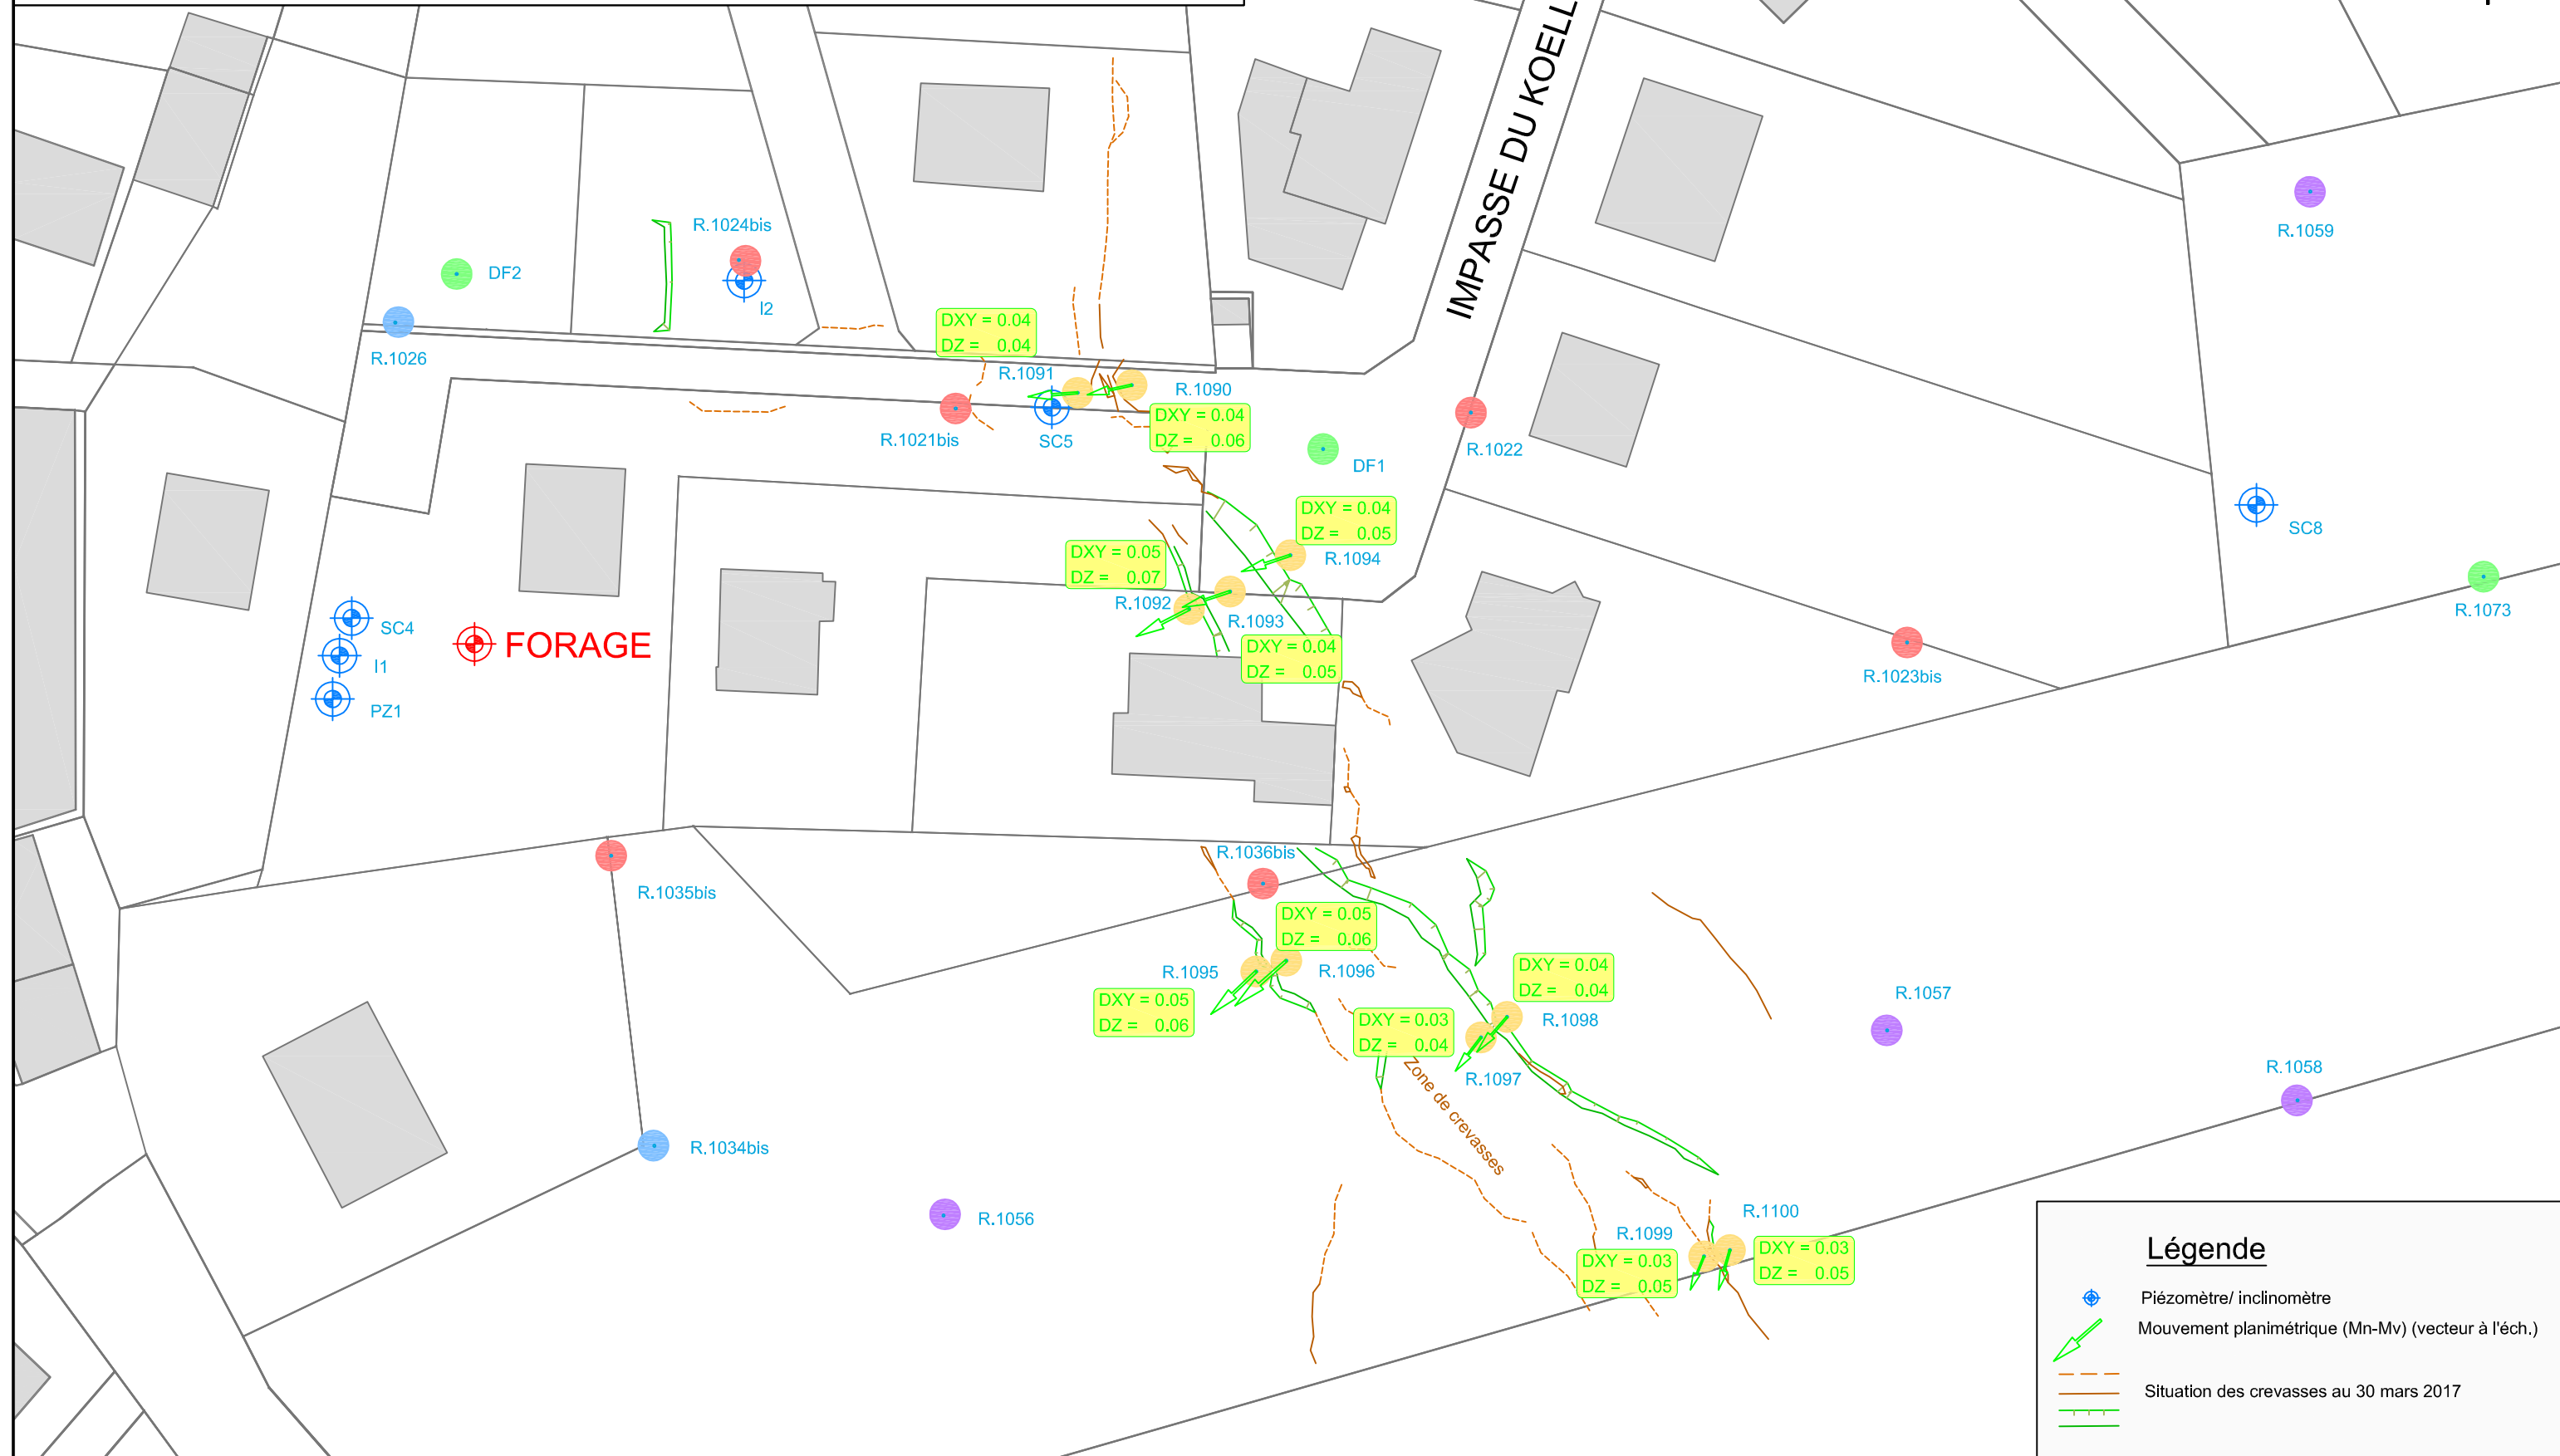 IMPASSE DU KOELL
R.1024bis
R.1059
DF2
I2
DXY = 0.04
DZ = 0.04
R.1026
R.1091
R.1090
DXY = 0.04
DZ = 0.06
R.1021bis
SC5
DF1
R.1022
DXY = 0.04
DZ = 0.05
SC8
DXY = 0.05
DZ = 0.07
R.1094
R.1092
R.1093
R.1073
SC4
FORAGE
I1
DXY = 0.04
DZ = 0.05
R.1023bis
PZ1
R.1036bis
R.1035bis
DXY = 0.05
DZ = 0.06
R.1095
R.1096
DXY = 0.04
DZ = 0.04
R.1057
DXY = 0.05
DZ = 0.06
DXY = 0.03
DZ = 0.04
R.1098
R.1097
R.1058
Zone de crevasses
R.1034bis
R.1056
R.1100
R.1099
DXY = 0.03
DZ = 0.05
DXY = 0.03
DZ = 0.05
Légende
Piézomètre/ inclinomètre
Mouvement planimétrique (Mn-Mv) (vecteur à l'éch.)
Situation des crevasses au 30 mars 2017